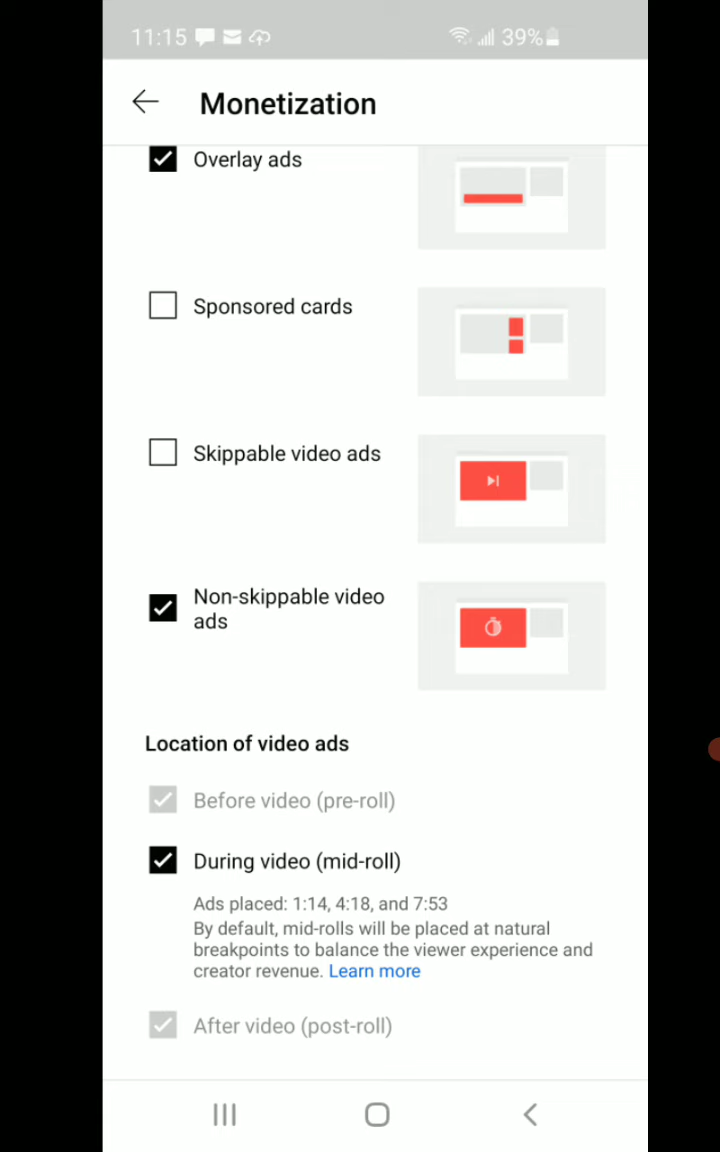 11:15 39%
Monetization
Overlay ads
Sponsored cards
Skippable video ads
Non-skippable video
ads
Location of video ads
Before video (pre-roll)
During video (mid-roll)
Ads placed: 1:14, 4:18, and 7:53
By default, mid-rolls will be placed at natural
breakpoints to balance the viewer experience and
creator revenue. Learn more
After video (post-roll)